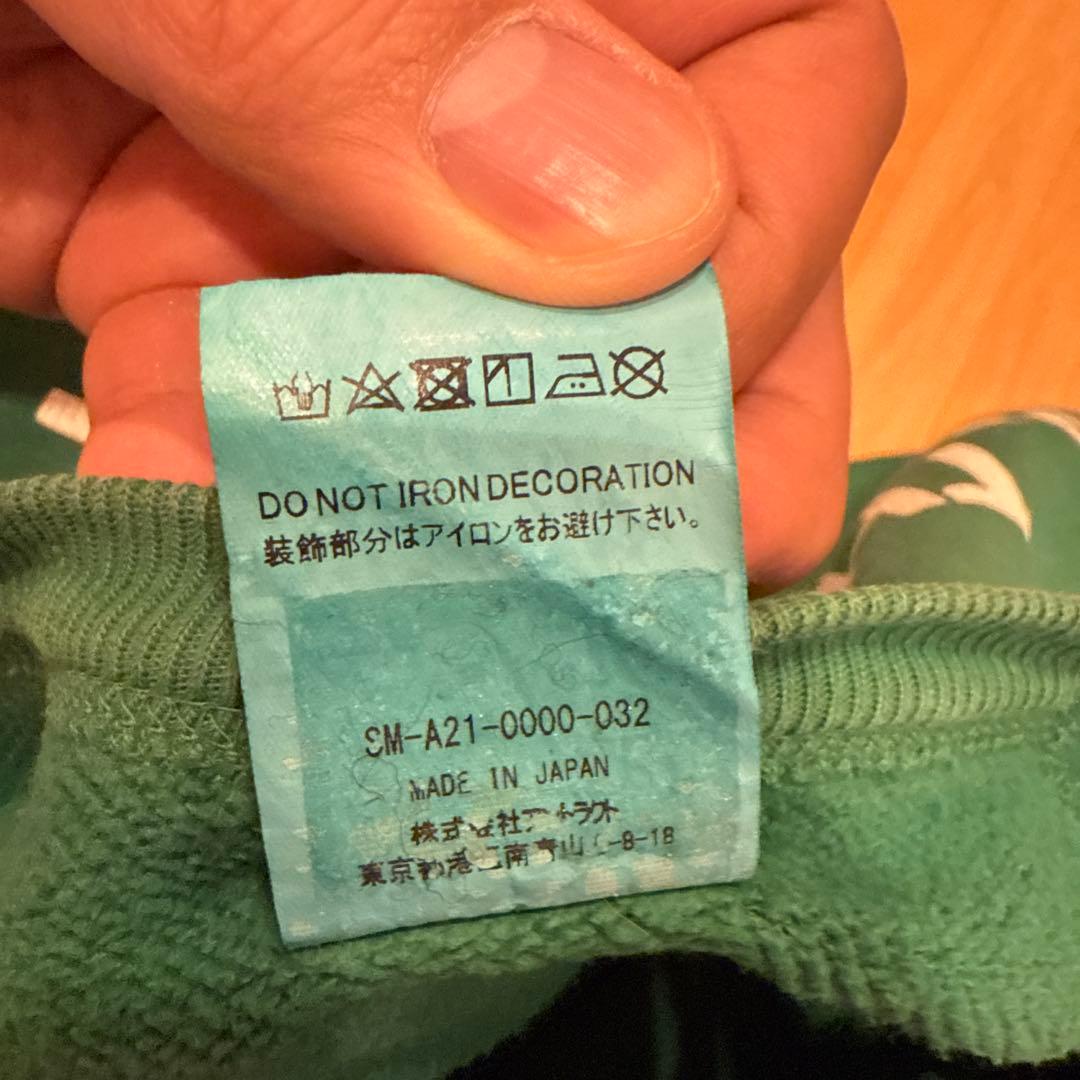 DO NOT IRON DECORATION
装飾部分はアイロンをお避け下さい。
SM-A21-0000-032
MADE IN JAPAN
株式会社
東京都港区南青山 -8-18